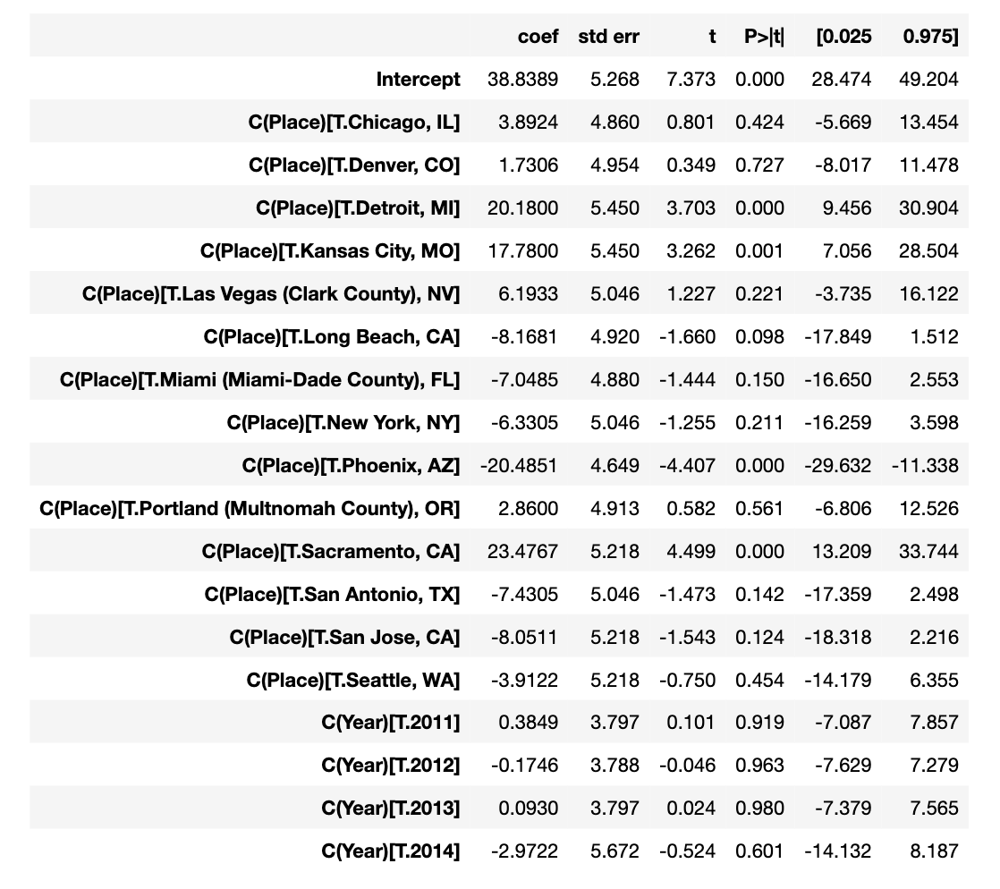 coef std err t P>|t| [0.025 0.975]
Intercept 38.8389 5.268 7.373 0.000 28.474 49.204
C(Place)[T.Chicago, IL] 3.8924 4.860 0.801 0.424 -5.669 13.454
C(Place)[T.Denver, CO] 1.7306 4.954 0.349 0.727 -8.017 11.478
C(Place)[T.Detroit, MI] 20.1800 5.450 3.703 0.000 9.456 30.904
C(Place)[T.Kansas City, MO] 17.7800 5.450 3.262 0.001 7.056 28.504
C(Place)[T.Las Vegas (Clark County), NV] 6.1933 5.046 1.227 0.221 -3.735 16.122
C(Place)[T.Long Beach, CA] -8.1681 4.920 -1.660 0.098 -17.849 1.512
C(Place)[T.Miami (Miami-Dade County), FL] -7.0485 4.880 -1.444 0.150 -16.650 2.553
C(Place)[T.New York, NY] -6.3305 5.046 -1.255 0.211 -16.259 3.598
C(Place)[T.Phoenix, AZ] -20.4851 4.649 -4.407 0.000 -29.632 -11.338
C(Place)[T.Portland (Multnomah County), OR] 2.8600 4.913 0.582 0.561 -6.806 12.526
C(Place)[T.Sacramento, CA] 23.4767 5.218 4.499 0.000 13.209 33.744
C(Place)[T.San Antonio, TX] -7.4305 5.046 -1.473 0.142 -17.359 2.498
C(Place)[T.San Jose, CA] -8.0511 5.218 -1.543 0.124 -18.318 2.216
C(Place)[T.Seattle, WA] -3.9122 5.218 -0.750 0.454 -14.179 6.355
C(Year)[T.2011] 0.3849 3.797 0.101 0.919 -7.087 7.857
C(Year)[T.2012] -0.1746 3.788 -0.046 0.963 -7.629 7.279
C(Year)[T.2013] 0.0930 3.797 0.024 0.980 -7.379 7.565
C(Year)[T.2014] -2.9722 5.672 -0.524 0.601 -14.132 8.187